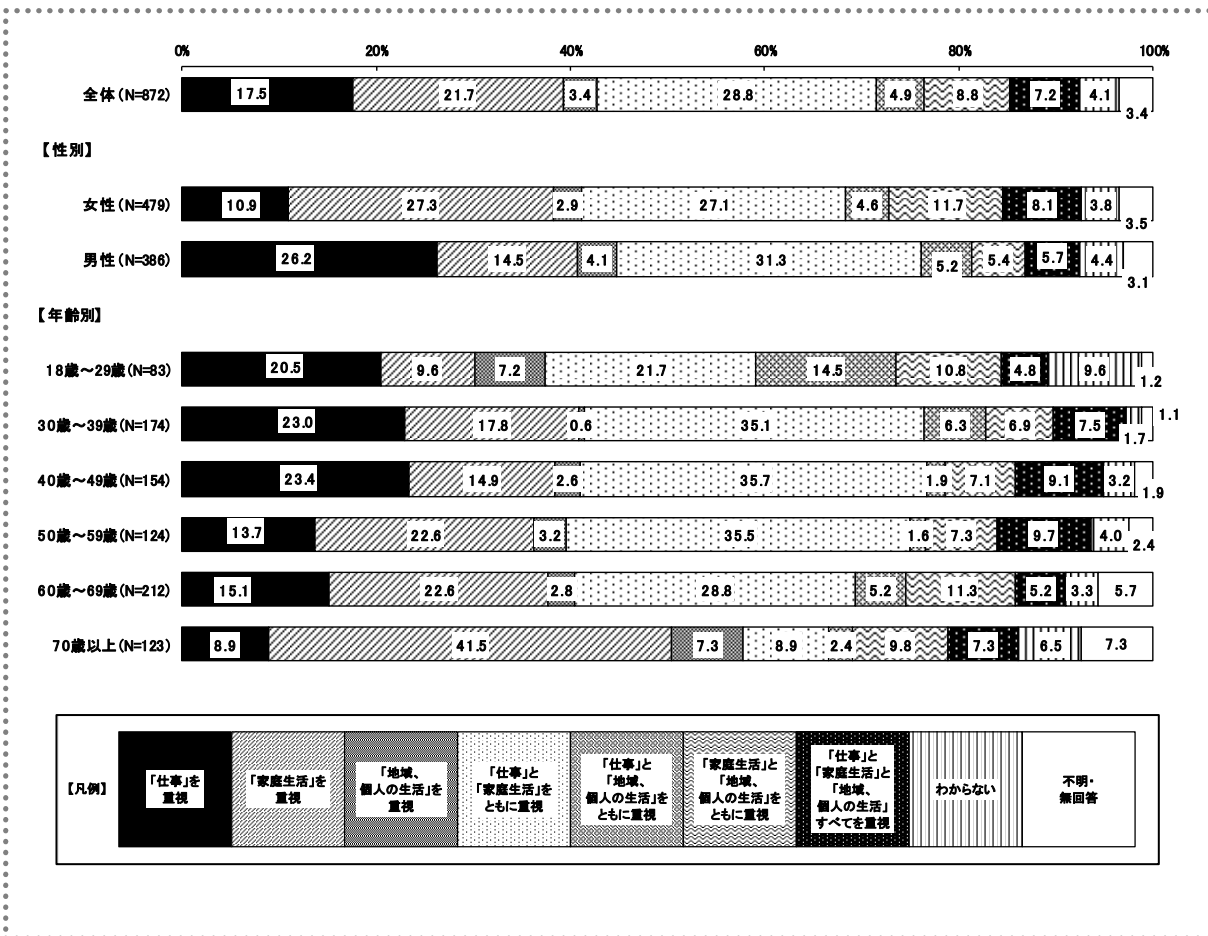 0% 20% 40% 60% 80% 100%
全体(N=872) 17.5 21.7 3.4 28.8 4.9 8.8 7.2 4.1 3.4
【性別】
女性(N=479) 10.9 27.3 2.9 27.1 4.6 11.7 8.1 3.8 3.5
男性(N=386) 26.2 14.5 4.1 31.3 5.2 5.4 5.7 4.4 3.1
【年齢別】
18歳～29歳(N=83) 20.5 9.6 7.2 21.7 14.5 10.8 4.8 9.6 1.2
30歳～39歳(N=174) 23.0 17.8 0.6 35.1 6.3 6.9 7.5 1.7 1.1
40歳～49歳(N=154) 23.4 14.9 2.6 35.7 1.9 7.1 9.1 3.2 1.9
50歳～59歳(N=124) 13.7 22.6 3.2 35.5 1.6 7.3 9.7 4.0 2.4
60歳～69歳(N=212) 15.1 22.6 2.8 28.8 5.2 11.3 5.2 3.3 5.7
70歳以上(N=123) 8.9 41.5 7.3 8.9 2.4 9.8 7.3 6.5 7.3
【凡例】
「仕事」を
重視
「家庭生活」を
重視
「地域、
個人の生活」を
重視
「仕事」と
「家庭生活」を
ともに重視
「仕事」と
「地域、
個人の生活」を
ともに重視
「家庭生活」と
「地域、
個人の生活」を
ともに重視
「仕事」と
「家庭生活」と
「地域、
個人の生活」
すべてを重視
わからない
不明・
無回答